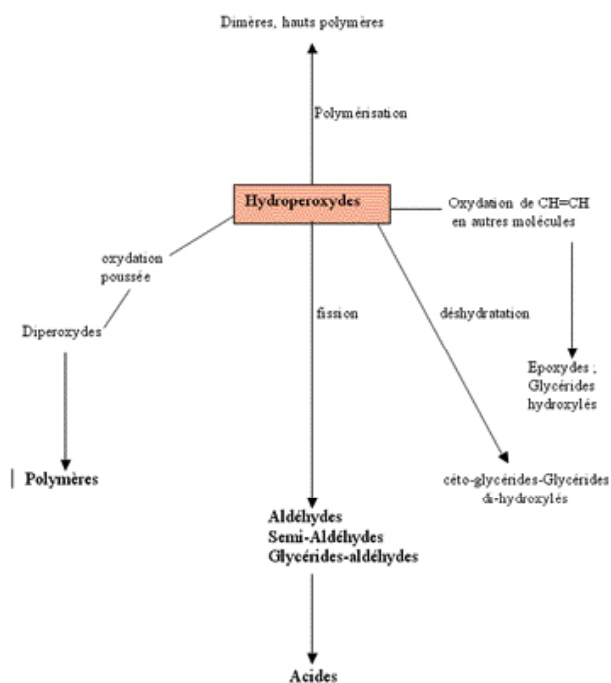 Dimères, hauts polymères
Polymérisation
Hydroperoxydes
Oxydation de CH=CH
en autres molécules
oxydation
poussée
fission
déshydratation
Diperoxydes
Epoxydes ;
Glycérides
hydroxylés
| Polymères
céto-glycérides-Glycérides
di-hydroxylés
Aldéhydes
Semi-Aldéhydes
Glycérides-aldéhydes
Acides